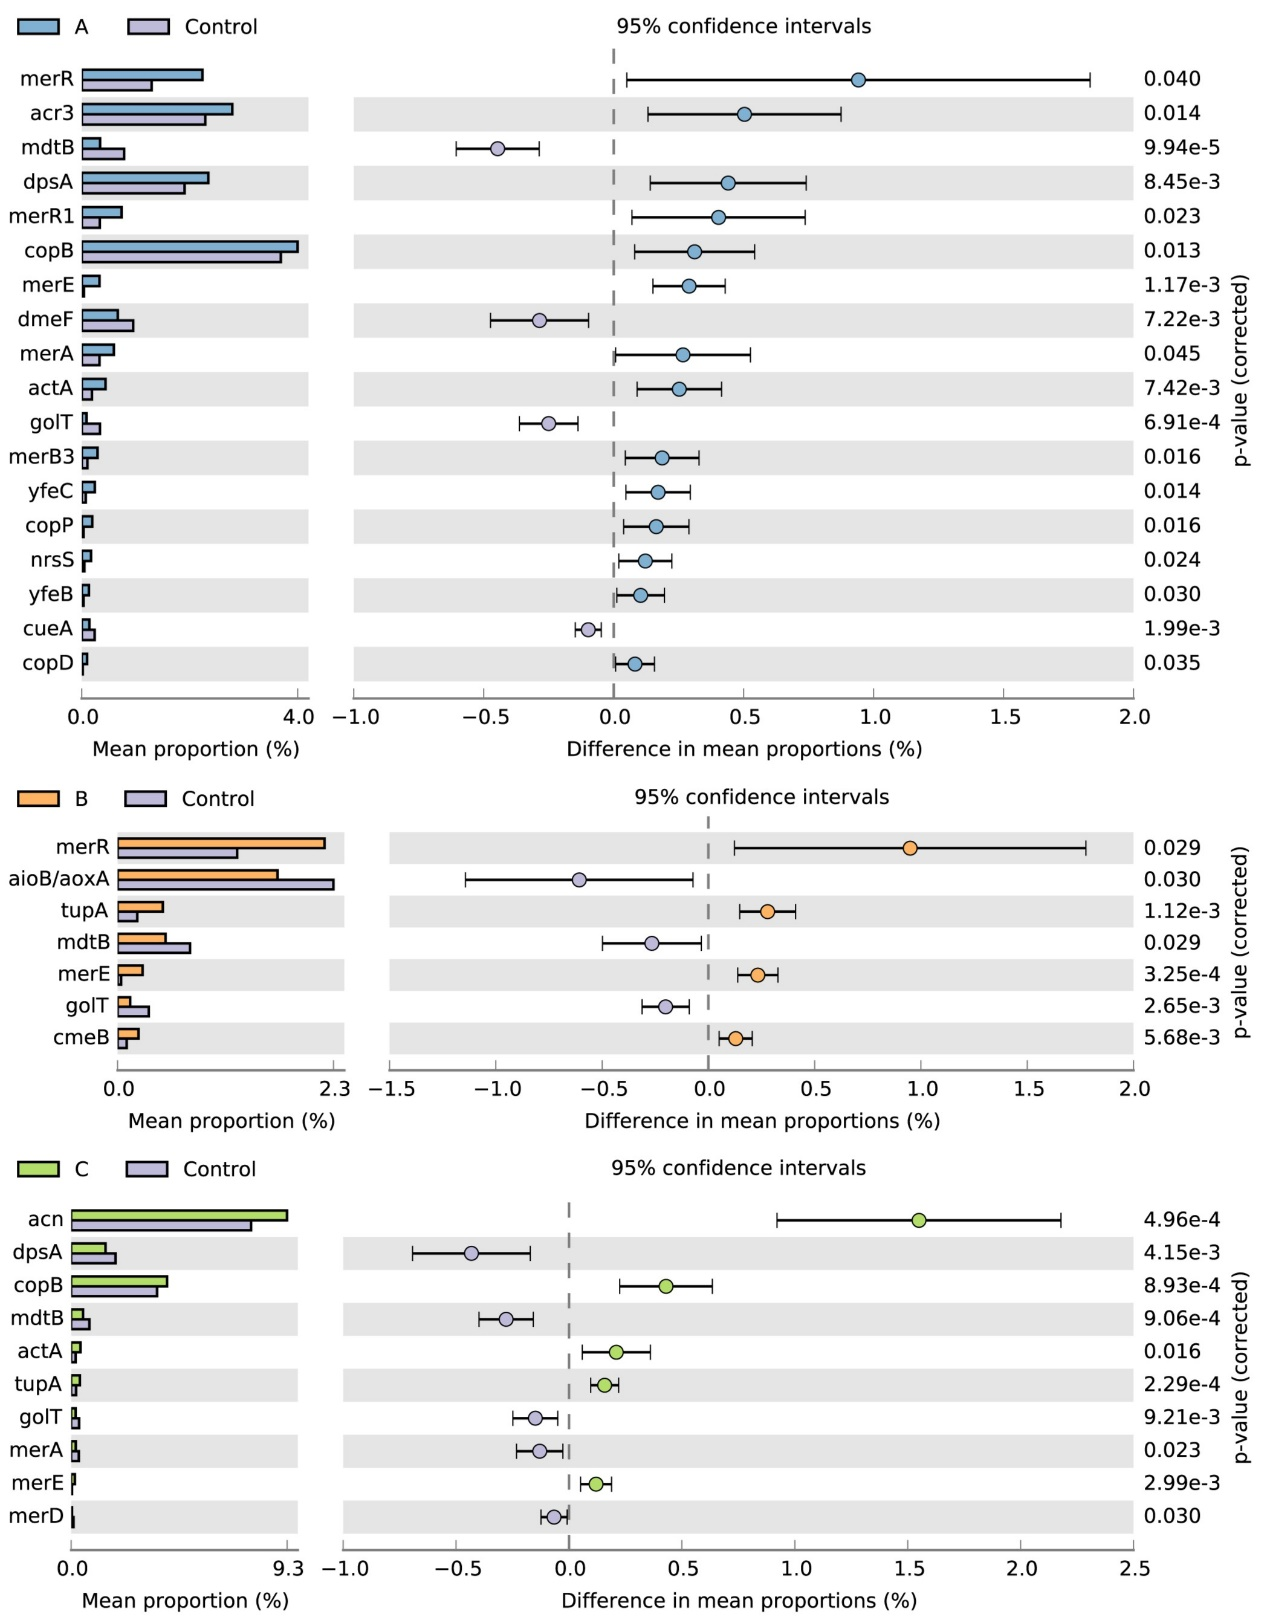 A Control 95% confidence intervals
merR 0.040
acr3 0.014
mdtB 9.94e-5
dpsA 8.45e-3
merR1 0.023
copB 0.013
merE 1.17e-3
dmeF 7.22e-3
merA 0.045
actA 7.42e-3
golT 6.91e-4
merB3 0.016
yfeC 0.014
copP 0.016
nrsS 0.024
yfeB 0.030
cueA 1.99e-3
copD 0.035
p-value (corrected)
0.0 4.0 −1.0 −0.5 0.0 0.5 1.0 1.5 2.0
Mean proportion (%) Difference in mean proportions (%)
B Control 95% confidence intervals
merR 0.029
aioB/aoxA 0.030
tupA 1.12e-3
mdtB 0.029
merE 3.25e-4
golT 2.65e-3
cmeB 5.68e-3
p-value (corrected)
0.0 2.3 −1.5 −1.0 −0.5 0.0 0.5 1.0 1.5 2.0
Mean proportion (%) Difference in mean proportions (%)
C Control 95% confidence intervals
acn 4.96e-4
dpsA 4.15e-3
copB 8.93e-4
mdtB 9.06e-4
actA 0.016
tupA 2.29e-4
golT 9.21e-3
merA 0.023
merE 2.99e-3
merD 0.030
p-value (corrected)
0.0 9.3 −1.0 −0.5 0.0 0.5 1.0 1.5 2.0 2.5
Mean proportion (%) Difference in mean proportions (%)